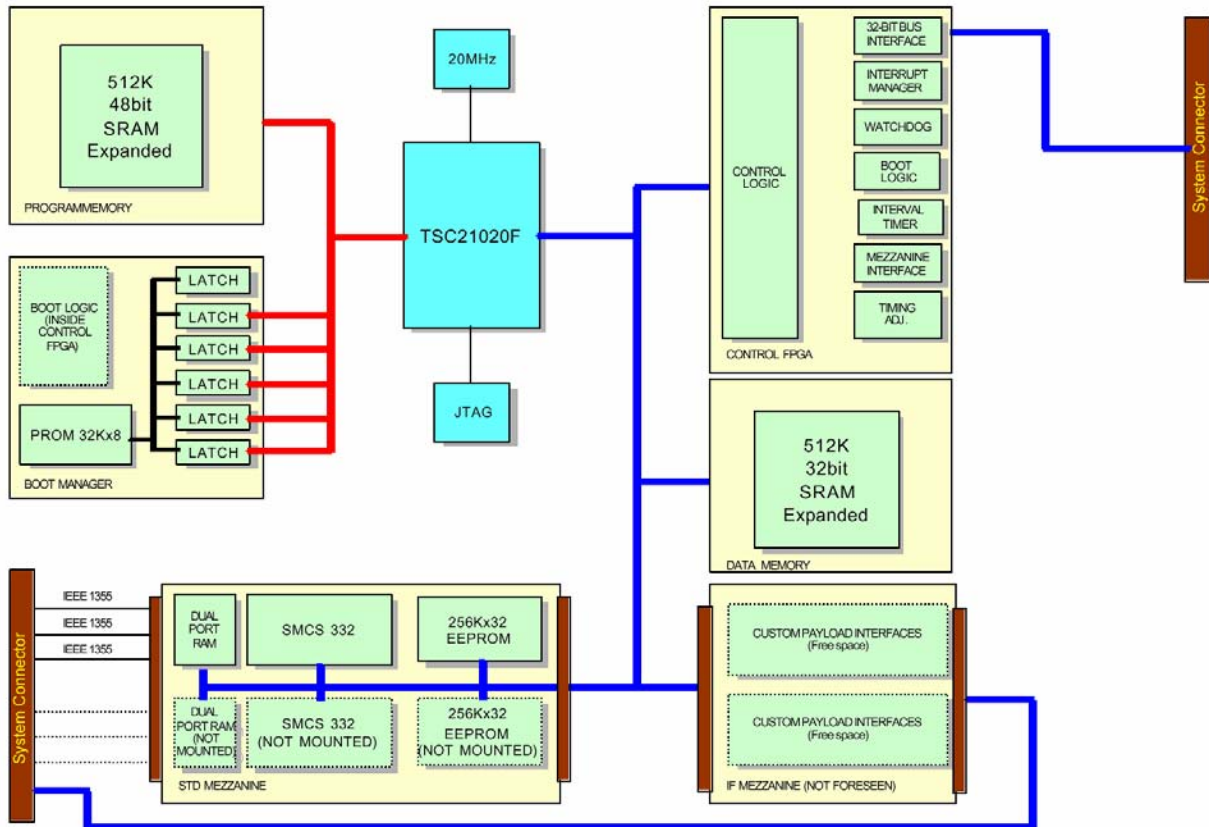 512K
48bit
SRAM
Expanded
PROGRAMMEMORY
20MHz
TSC21020F
JTAG
CONTROL
LOGIC
32-BIT BUS
INTERFACE
INTERRUPT
MANAGER
WATCHDOG
BOOT
LOGIC
INTERVAL
TIMER
MEZZANINE
INTERFACE
TIMING
ADJ.
CONTROL FPGA
System Connector
BOOT LOGIC
(INSIDE
CONTROL
FPGA)
PROM 32Kx8
LATCH
LATCH
LATCH
LATCH
LATCH
LATCH
BOOT MANAGER
512K
32bit
SRAM
Expanded
DATA MEMORY
System Connector
IEEE 1355
IEEE 1355
IEEE 1355
DUAL
PORT
RAM
SMCS 332
256Kx32
EEPROM
DUAL
PORT RAM
(NOT
MOUNTED)
SMCS 332
(NOT MOUNTED)
256Kx32
EEPROM
(NOT MOUNTED)
STD MEZZANINE
CUSTOM PAYLOAD INTERFACES
(Free space)
CUSTOM PAYLOAD INTERFACES
(Free space)
IF MEZZANINE (NOT FORESEEN)